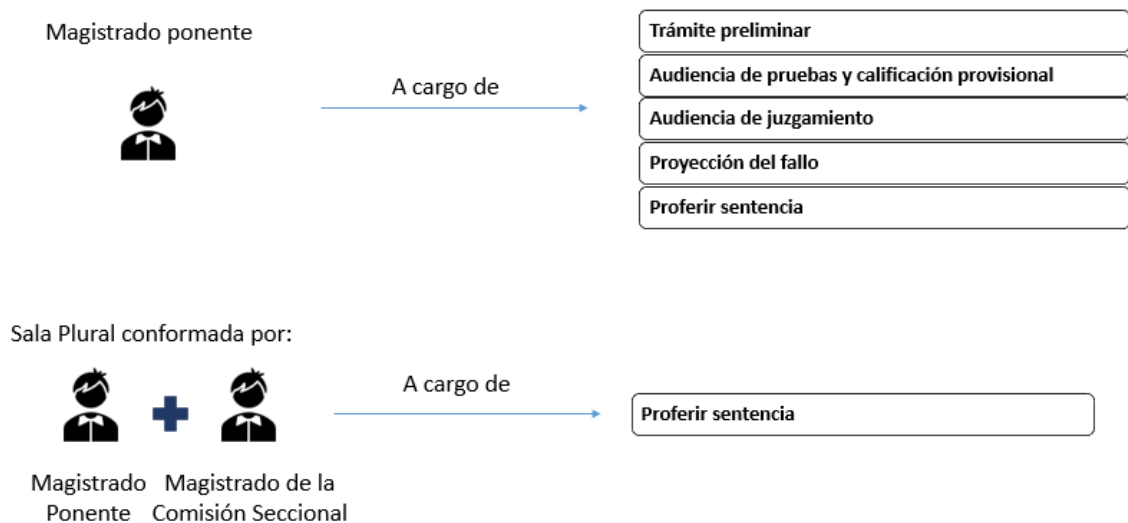 Magistrado ponente
A cargo de
Trámite preliminar
Audiencia de pruebas y calificación provisional
Audiencia de juzgamiento
Proyección del fallo
Proferir sentencia
Sala Plural conformada por:
A cargo de
Proferir sentencia
Magistrado
Ponente
Magistrado de la
Comisión Seccional